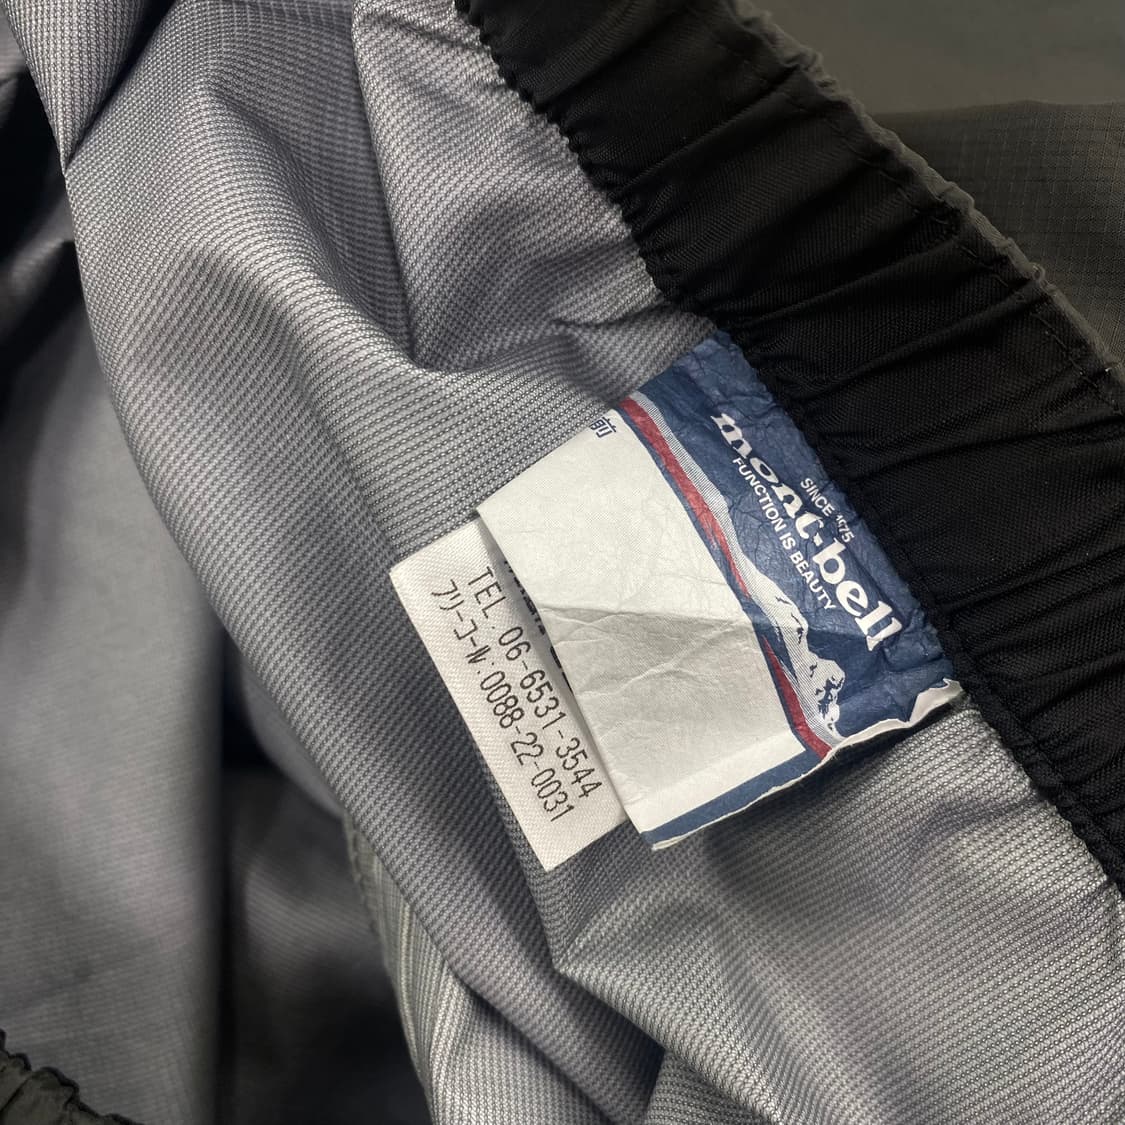 SINCE 1975
mont-bell
FUNCTION IS BEAUTY
前
TEL. 06-6531-3544
フリーコール:0088-22-0031